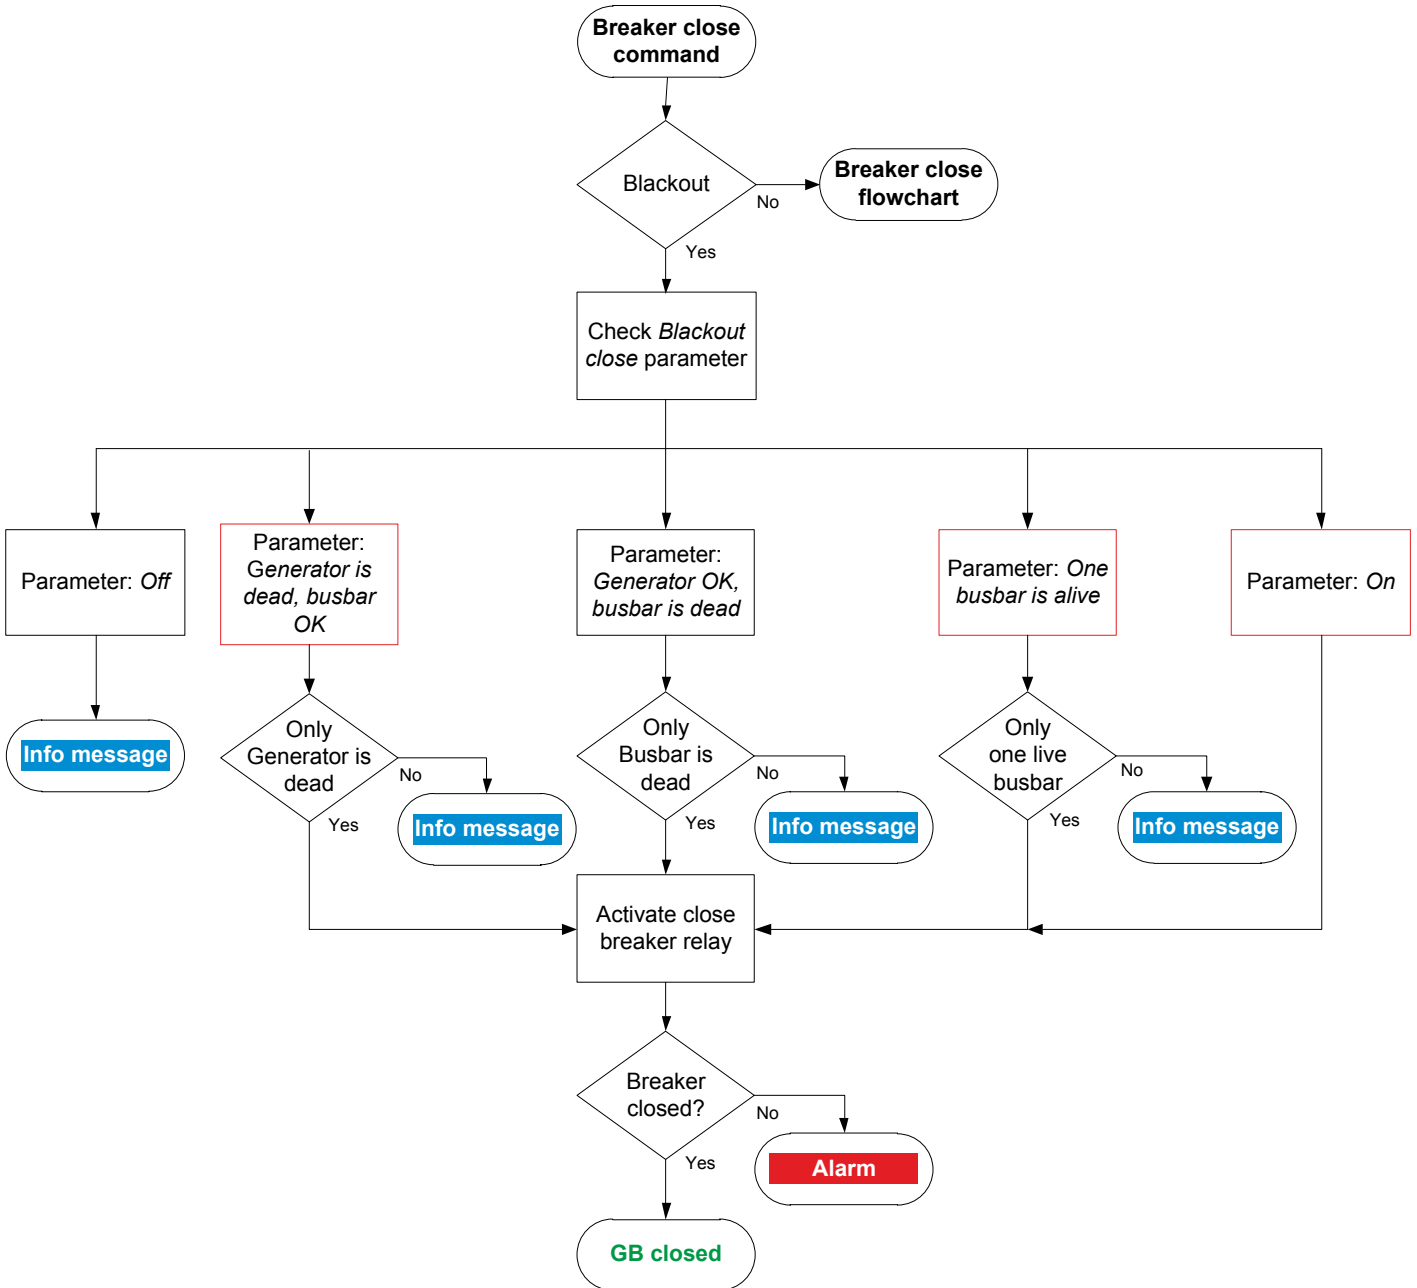 Breaker close
command
Blackout
No
Breaker close
flowchart
Yes
Check Blackout
close parameter
Parameter: Off
Parameter:
Generator is
dead, busbar
OK
Parameter:
Generator OK,
busbar is dead
Parameter: One
busbar is alive
Parameter: On
Info message
Only
Generator is
dead
No
Yes
Info message
Only
Busbar is
dead
No
Yes
Info message
Only
one live
busbar
No
Yes
Info message
Activate close
breaker relay
Breaker
closed?
No
Yes
Alarm
GB closed